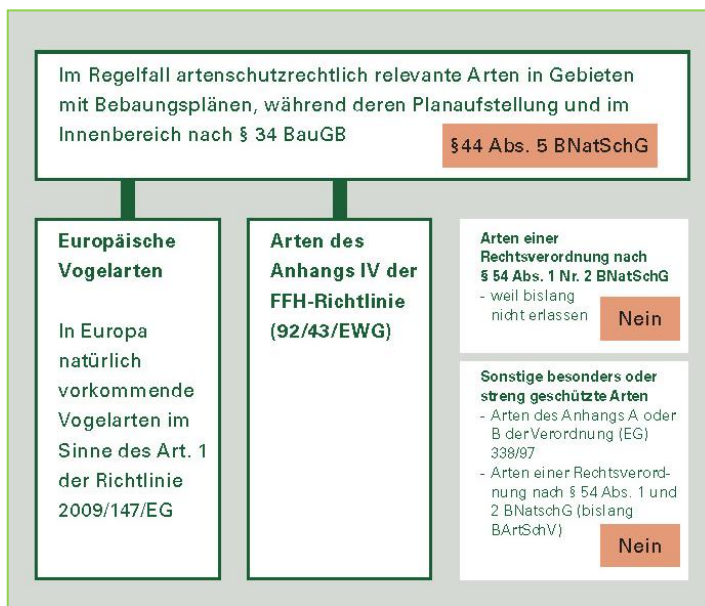 Im Regelfall artenschutzrechtlich relevante Arten in Gebieten
mit Bebaungsplänen, während deren Planaufstellung und im
Innenbereich nach § 34 BauGB
§44 Abs. 5 BNatSchG
Europäische
Vogelarten
In Europa
natürlich
vorkommende
Vogelarten im
Sinne des Art. 1
der Richtlinie
2009/147/EG
Arten des
Anhangs IV der
FFH-Richtlinie
(92/43/EWG)
Arten einer
Rechtsverordnung nach
§ 54 Abs. 1 Nr. 2 BNatSchG
- weil bislang
nicht erlassen
Nein
Sonstige besonders oder
streng geschützte Arten
- Arten des Anhangs A oder
B der Verordnung (EG)
338/97
- Arten einer Rechtsverord-
nung nach § 54 Abs. 1 und
2 BNatschG (bislang
BArtSchV)
Nein